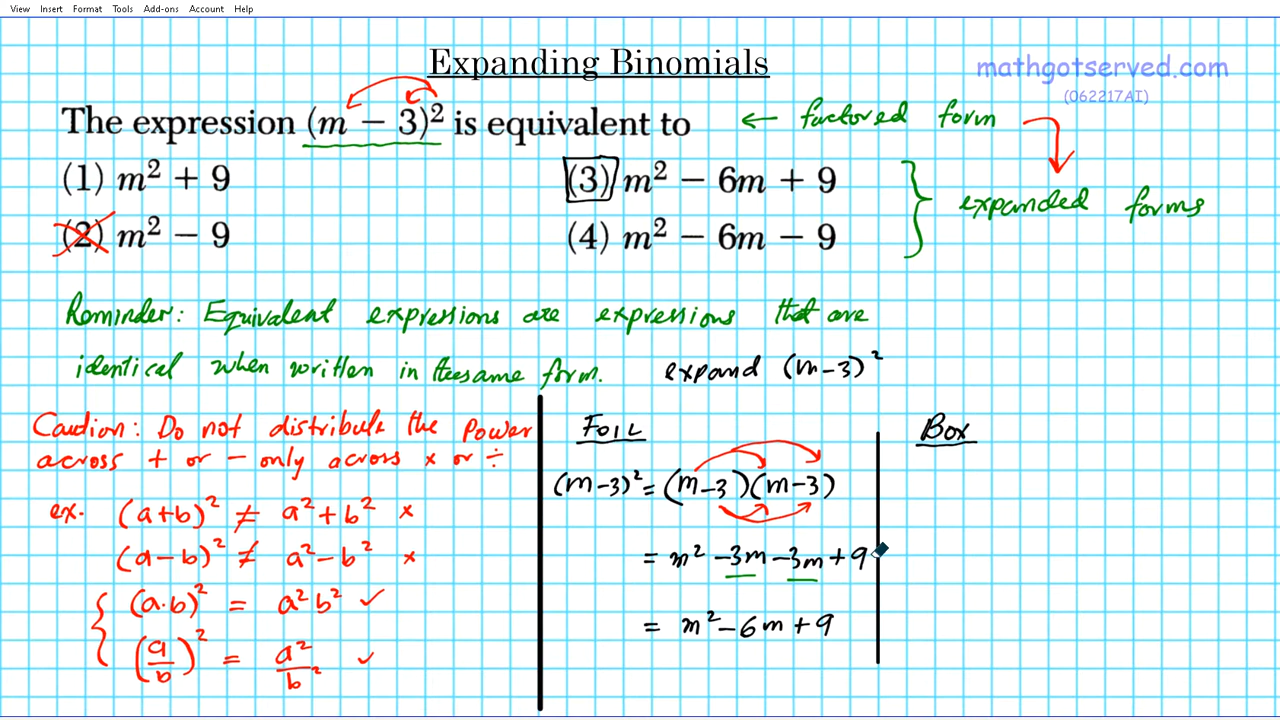 View Insert Format Tools Add-ons Account Help
Expanding Binomials
mathgotserved.com
(062217AI)
The expression (m − 3)² is equivalent to ← factored form
(1) m² + 9
(2) m² − 9
(3) m² − 6m + 9
(4) m² − 6m − 9
expanded forms
Reminder: Equivalent expressions are expressions that are
identical when written in the same form.
expand (m−3)²
Caution: Do not distribute the power
across + or − only across × or ÷
ex. (a+b)² ≠ a²+b² ×
(a−b)² ≠ a²−b² ×
(a·b)² = a²b² ✓
(a/b)² = a²/b² ✓
FOIL
(m−3)² = (m−3)(m−3)
= m² −3m −3m +9
= m² −6m +9
Box